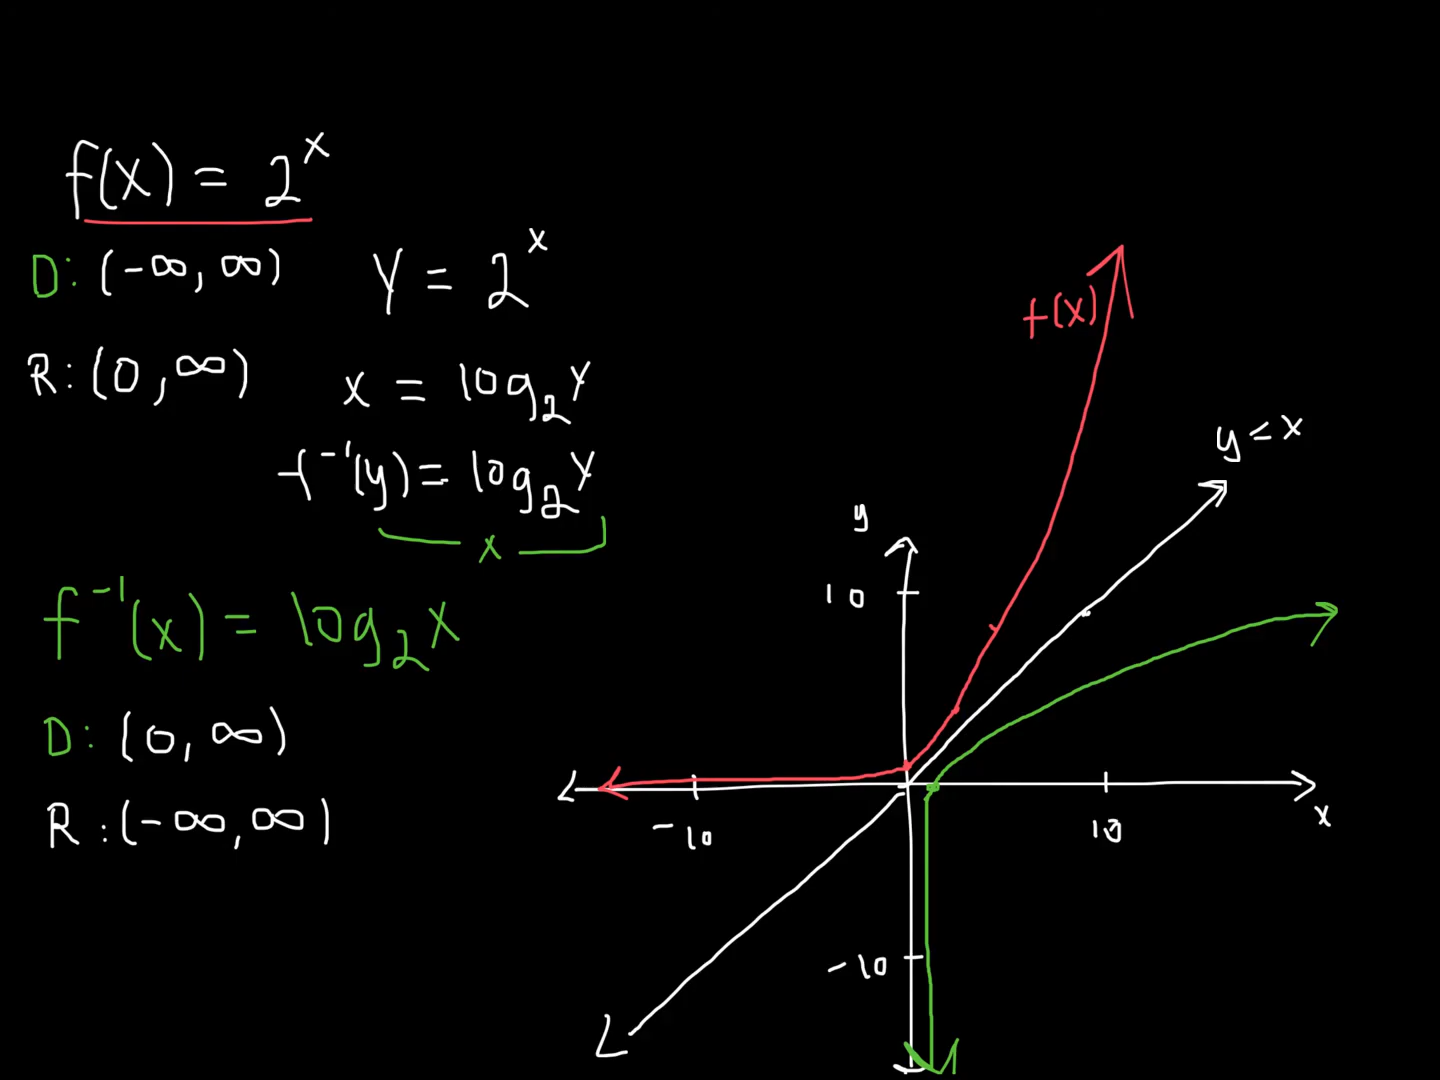 f(x) = 2^x
D: (-∞, ∞)
y = 2^x
R: (0, ∞)
x = log₂y
f⁻¹(y) = log₂y
x
f⁻¹(x) = log₂x
D: (0, ∞)
R: (-∞, ∞)
f(x)
y = x
y
10
-10
10
x
-10